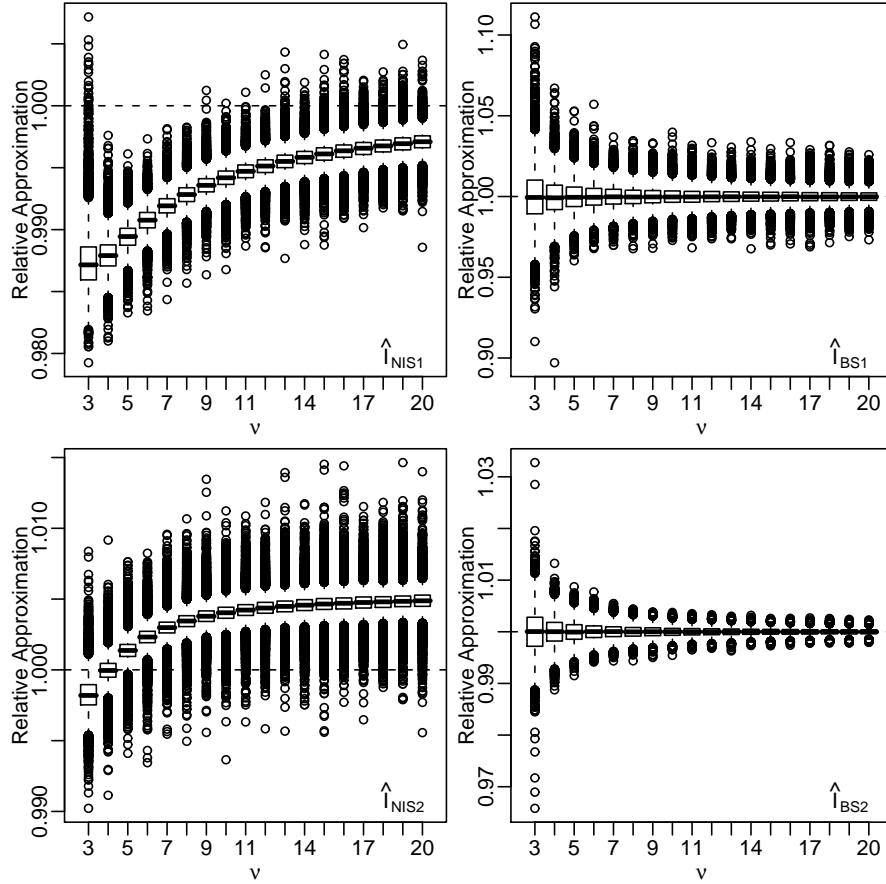 Relative Approximation
1.000
0.990
0.980
3 5 7 9 11 14 17 20
ν
Î_NIS1
Relative Approximation
1.10
1.05
1.00
0.95
0.90
3 5 7 9 11 14 17 20
ν
Î_BS1
Relative Approximation
1.010
1.000
0.990
3 5 7 9 11 14 17 20
ν
Î_NIS2
Relative Approximation
1.03
1.01
0.99
0.97
3 5 7 9 11 14 17 20
ν
Î_BS2